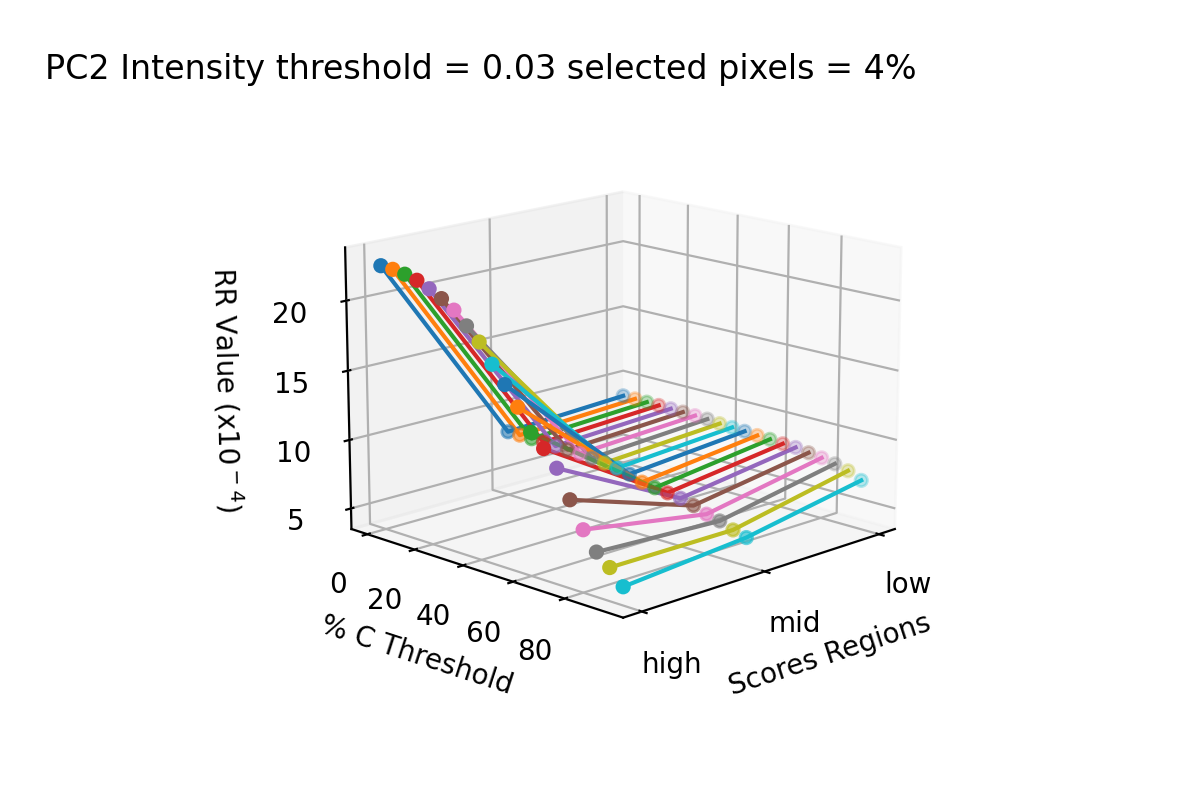 PC2 Intensity threshold = 0.03 selected pixels = 4%
RR Value (x10⁻⁴)
20
15
10
5
0
20
40
60
80
% C Threshold
high
mid
low
Scores Regions